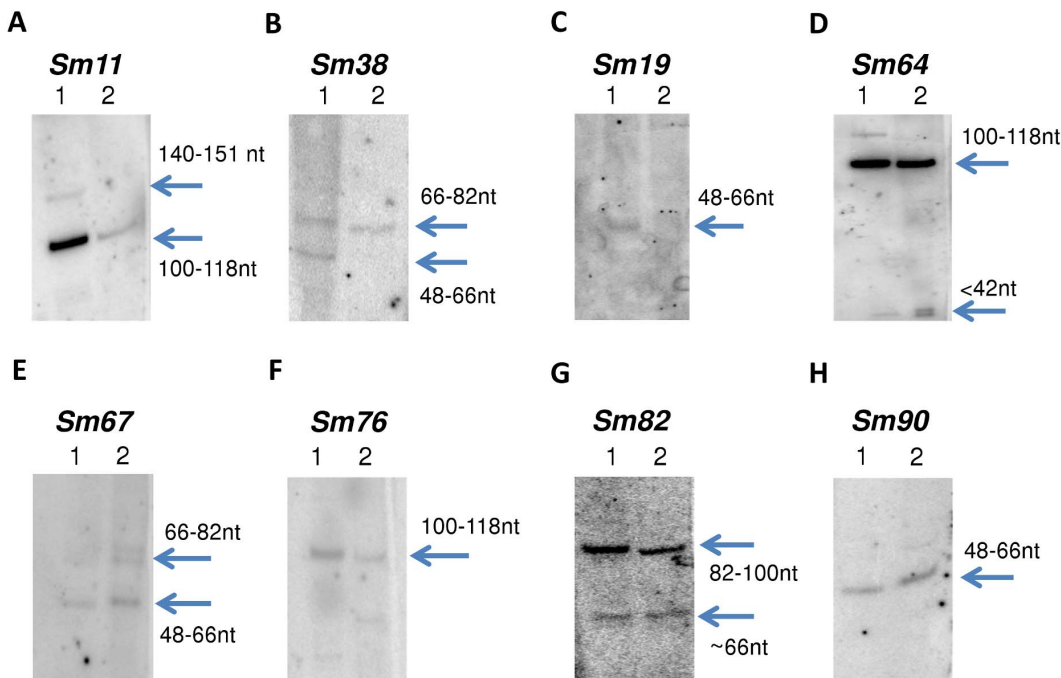 A
Sm11
1 2
140-151 nt
100-118nt
B
Sm38
1 2
66-82nt
48-66nt
C
Sm19
1 2
48-66nt
D
Sm64
1 2
100-118nt
<42nt
E
Sm67
1 2
66-82nt
48-66nt
F
Sm76
1 2
100-118nt
G
Sm82
1 2
82-100nt
~66nt
H
Sm90
1 2
48-66nt